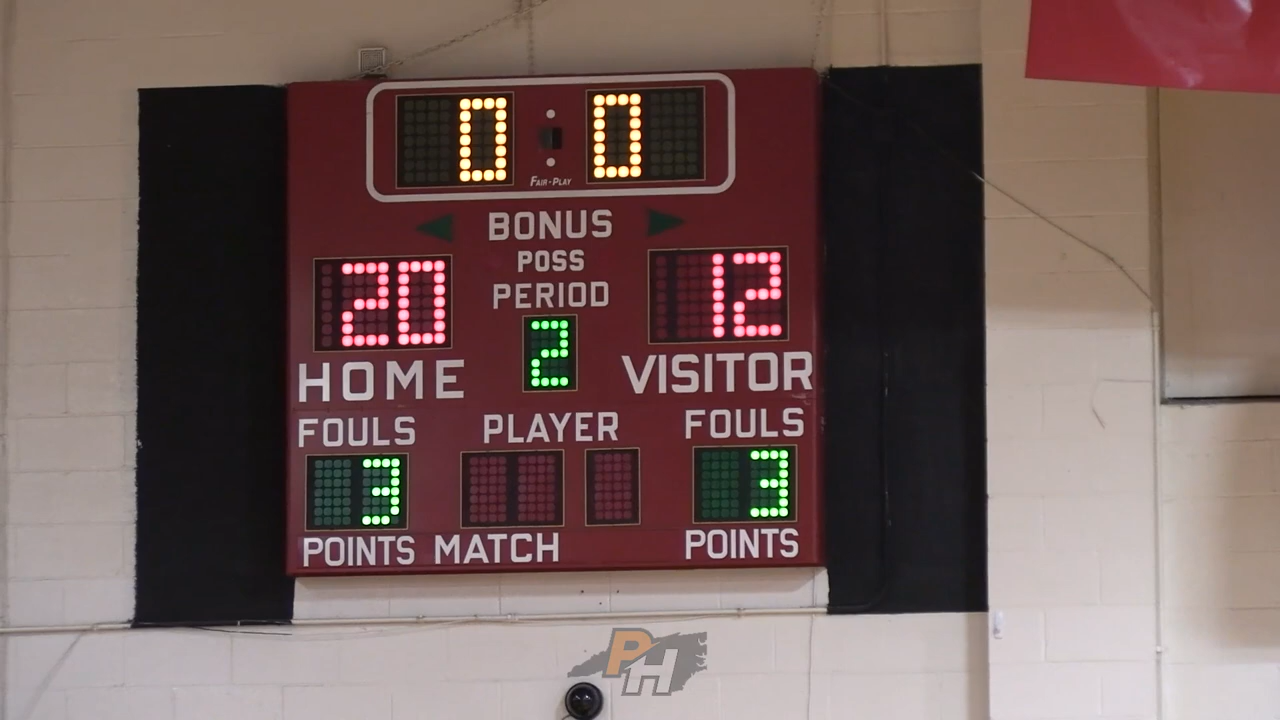 0:0
FAIR-PLAY
BONUS
POSS
PERIOD
20 2 12
HOME VISITOR
FOULS PLAYER FOULS
3 3
POINTS MATCH POINTS
PH